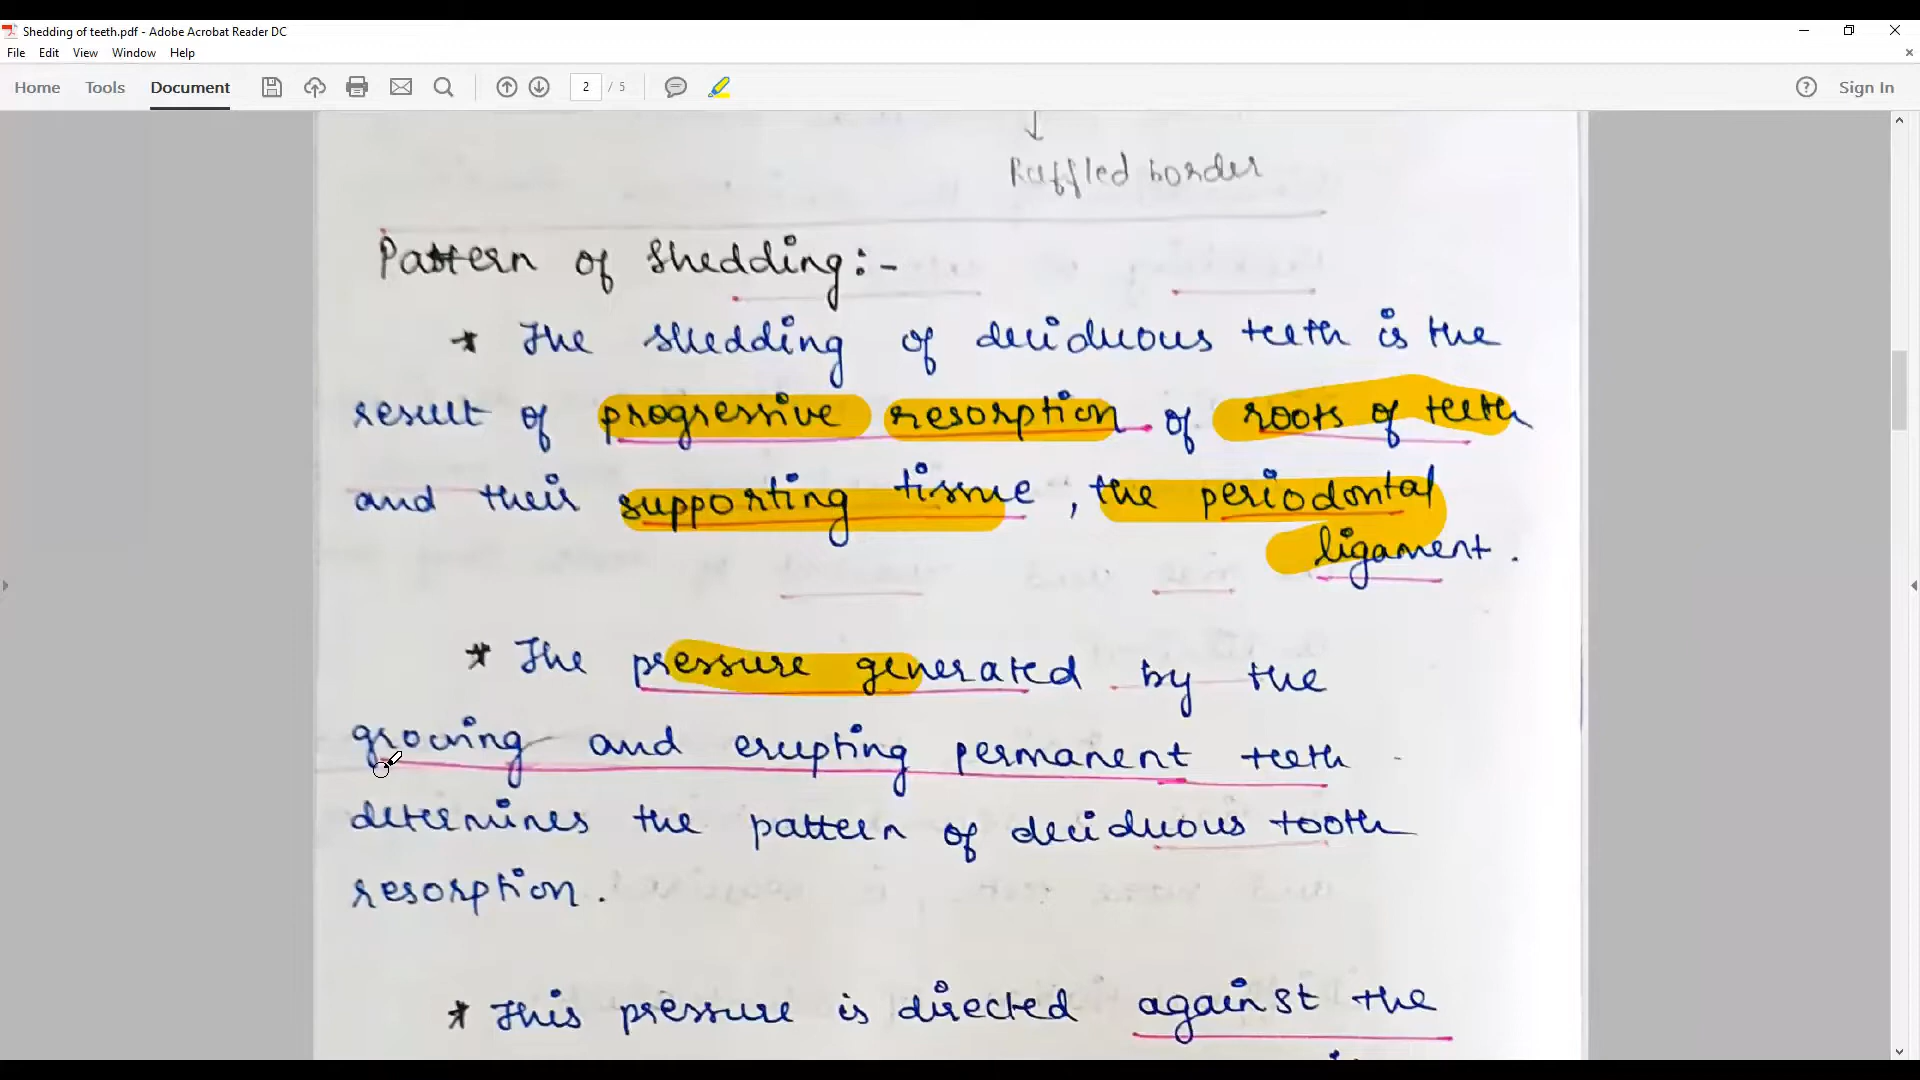 Shedding of teeth.pdf - Adobe Acrobat Reader DC
File Edit View Window Help
Home Tools Document 2 / 5 Sign In
Ruffled border
Pattern of Shedding:-
* The shedding of deciduous teeth is the
result of progressive resorption of roots of teeth
and their supporting tissue, the periodontal
ligament.
* The pressure generated by the
growing and erupting permanent teeth
determines the pattern of deciduous tooth
resorption.
* This pressure is directed against the